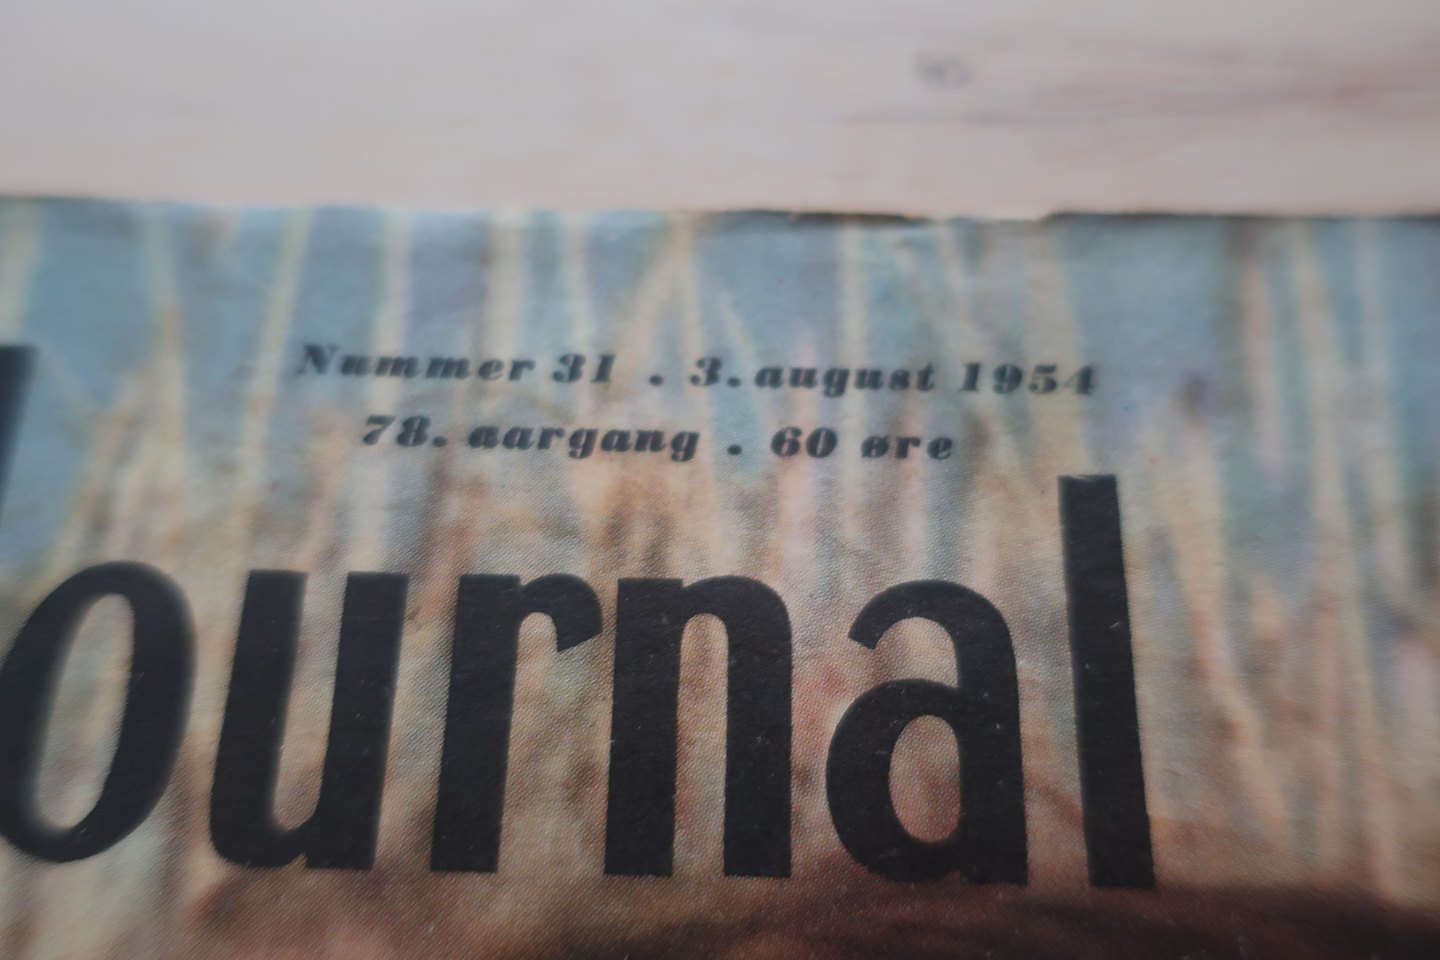 Nummer 31 . 3. august 1954
78. aargang . 60 øre
ournal